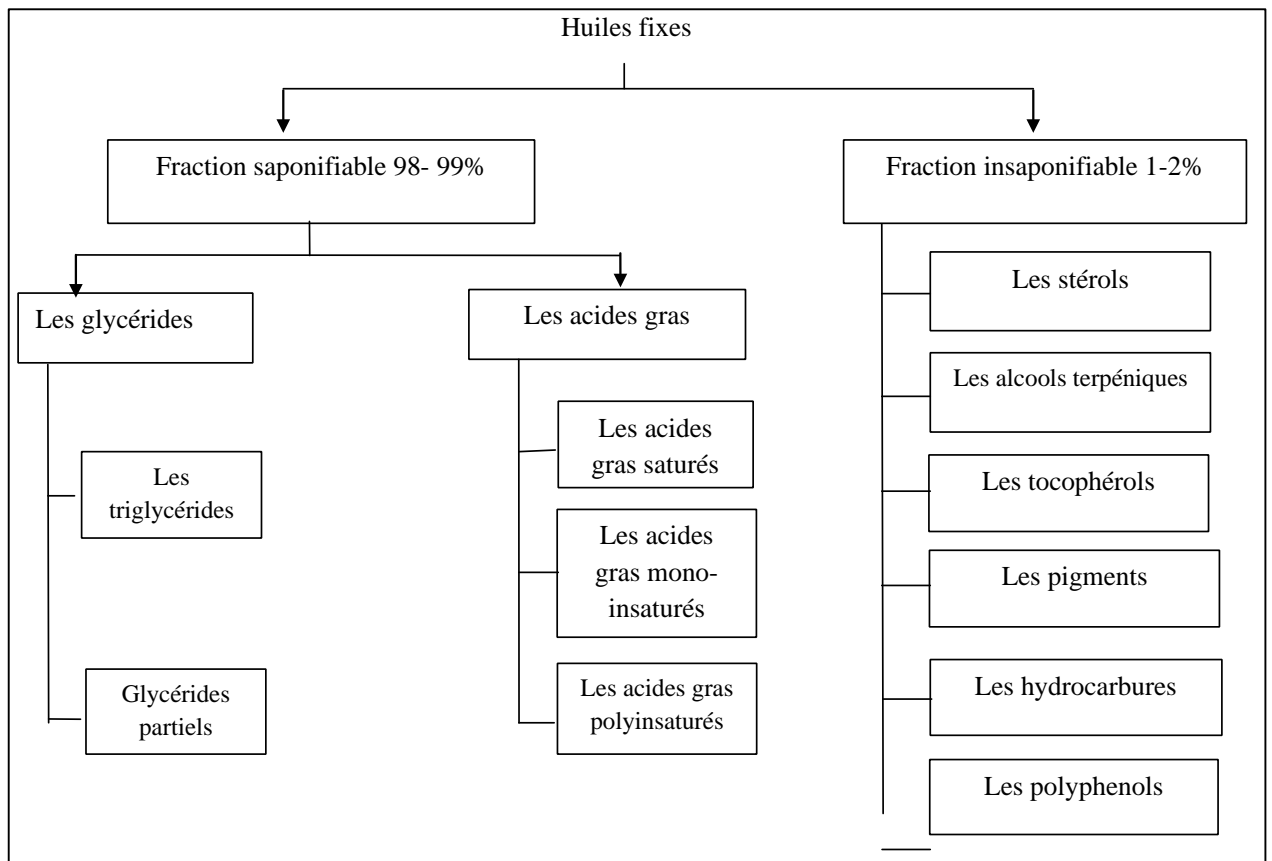 Huiles fixes
Fraction saponifiable 98- 99%
Fraction insaponifiable 1-2%
Les glycérides
Les acides gras
Les triglycérides
Glycérides partiels
Les acides
gras saturés
Les acides
gras mono-
insaturés
Les acides gras
polyinsaturés
Les stérols
Les alcools terpéniques
Les tocophérols
Les pigments
Les hydrocarbures
Les polyphenols